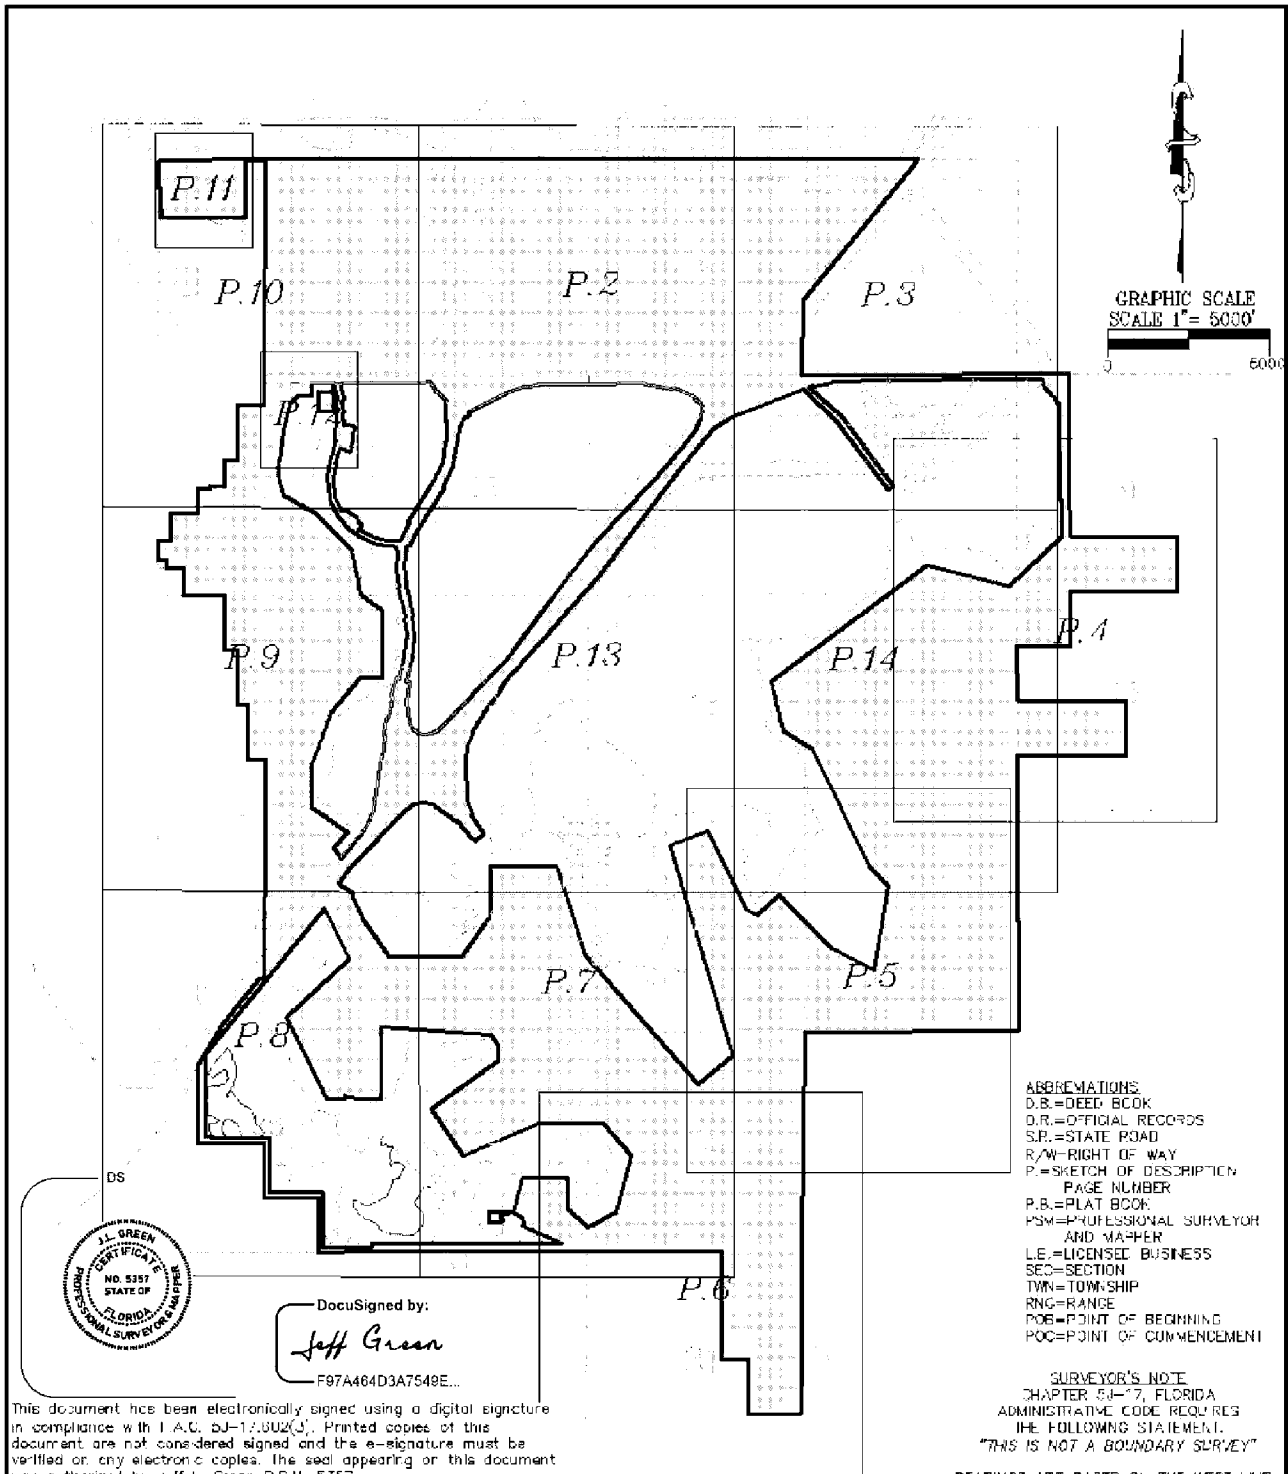 P.11
P.10
P.2
P.3
GRAPHIC SCALE
SCALE 1"= 5000'
0 5000
P.12
P.9
P.13
P.14
P.4
P.7
P.5
P.8
P.6
ABBREVIATIONS
D.B.=DEED BOOK
O.R.=OFFICIAL RECORDS
S.R.=STATE ROAD
R/W=RIGHT OF WAY
P.=SKETCH OF DESCRIPTION
PAGE NUMBER
P.B.=PLAT BOOK
PSM=PROFESSIONAL SURVEYOR
AND MAPPER
L.B.=LICENSED BUSINESS
SEC=SECTION
TWN=TOWNSHIP
RNG=RANGE
POB=POINT OF BEGINNING
POC=POINT OF COMMENCEMENT
SURVEYOR'S NOTE
CHAPTER 5J-17, FLORIDA
ADMINISTRATIVE CODE REQUIRES
THE FOLLOWING STATEMENT.
"THIS IS NOT A BOUNDARY SURVEY"
DS
J.L. GREEN
CERTIFICATE
NO. 5357
STATE OF
FLORIDA
PROFESSIONAL SURVEYOR & MAPPER
DocuSigned by:
Jeff Green
F97A464D3A7549E...
This document has been electronically signed using a digital signature
in compliance with F.A.C. 5J-17.602(3). Printed copies of this
document are not considered signed and the e-signature must be
verified on any electronic copies. The seal appearing on this document